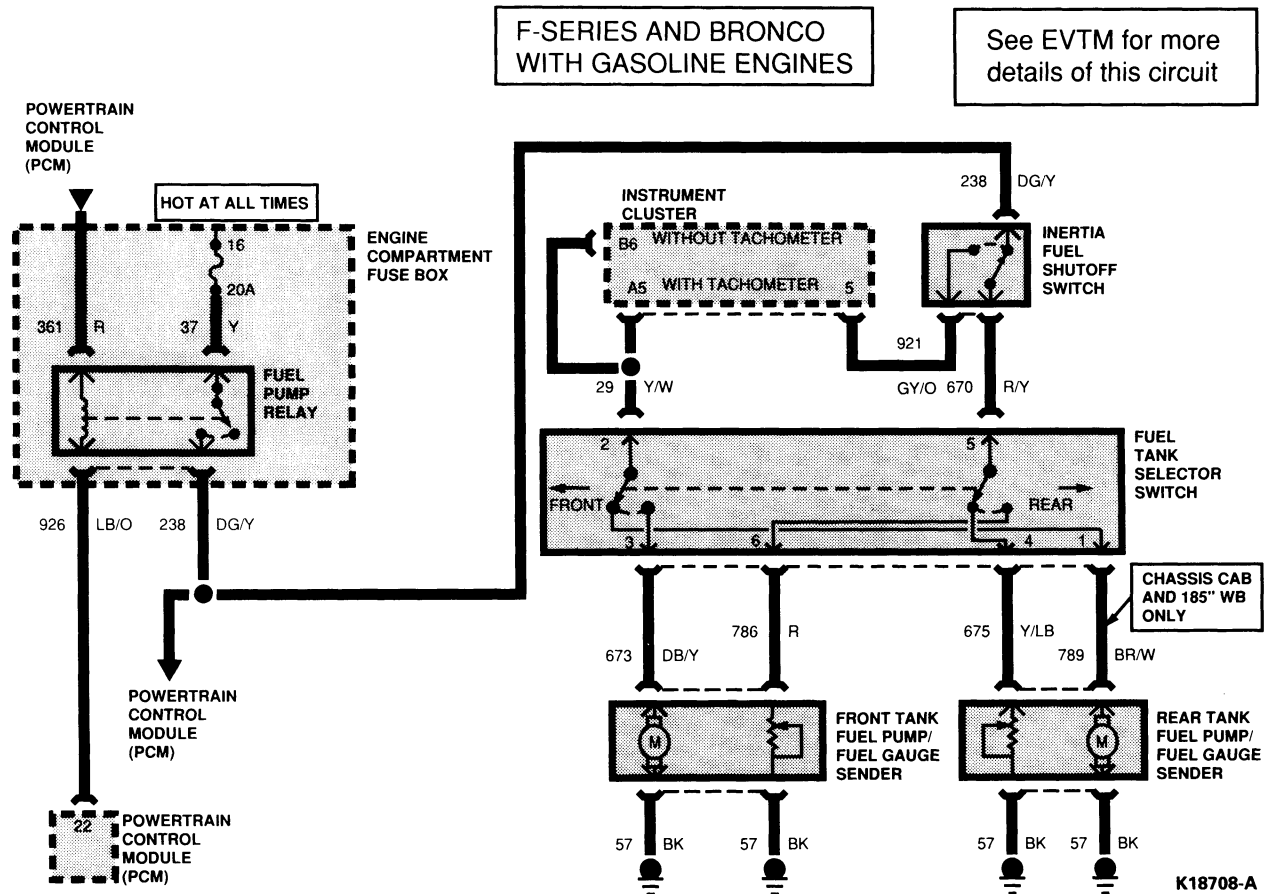 F-SERIES AND BRONCO
WITH GASOLINE ENGINES
See EVTM for more
details of this circuit
POWERTRAIN
CONTROL
MODULE
(PCM)
HOT AT ALL TIMES
16
20A
361 R
37 Y
ENGINE
COMPARTMENT
FUSE BOX
FUEL
PUMP
RELAY
926 LB/O
238 DG/Y
POWERTRAIN
CONTROL
MODULE
(PCM)
22
POWERTRAIN
CONTROL
MODULE
(PCM)
INSTRUMENT
CLUSTER
B6 WITHOUT TACHOMETER
A5 WITH TACHOMETER 5
238 DG/Y
INERTIA
FUEL
SHUTOFF
SWITCH
29 Y/W
921
GY/O
670 R/Y
2
5
FRONT
REAR
3
6
4
1
FUEL
TANK
SELECTOR
SWITCH
CHASSIS CAB
AND 185" WB
ONLY
673 DB/Y
786 R
675 Y/LB
789 BR/W
M
FRONT TANK
FUEL PUMP/
FUEL GAUGE
SENDER
M
REAR TANK
FUEL PUMP/
FUEL GAUGE
SENDER
57 BK
57 BK
57 BK
57 BK
K18708-A